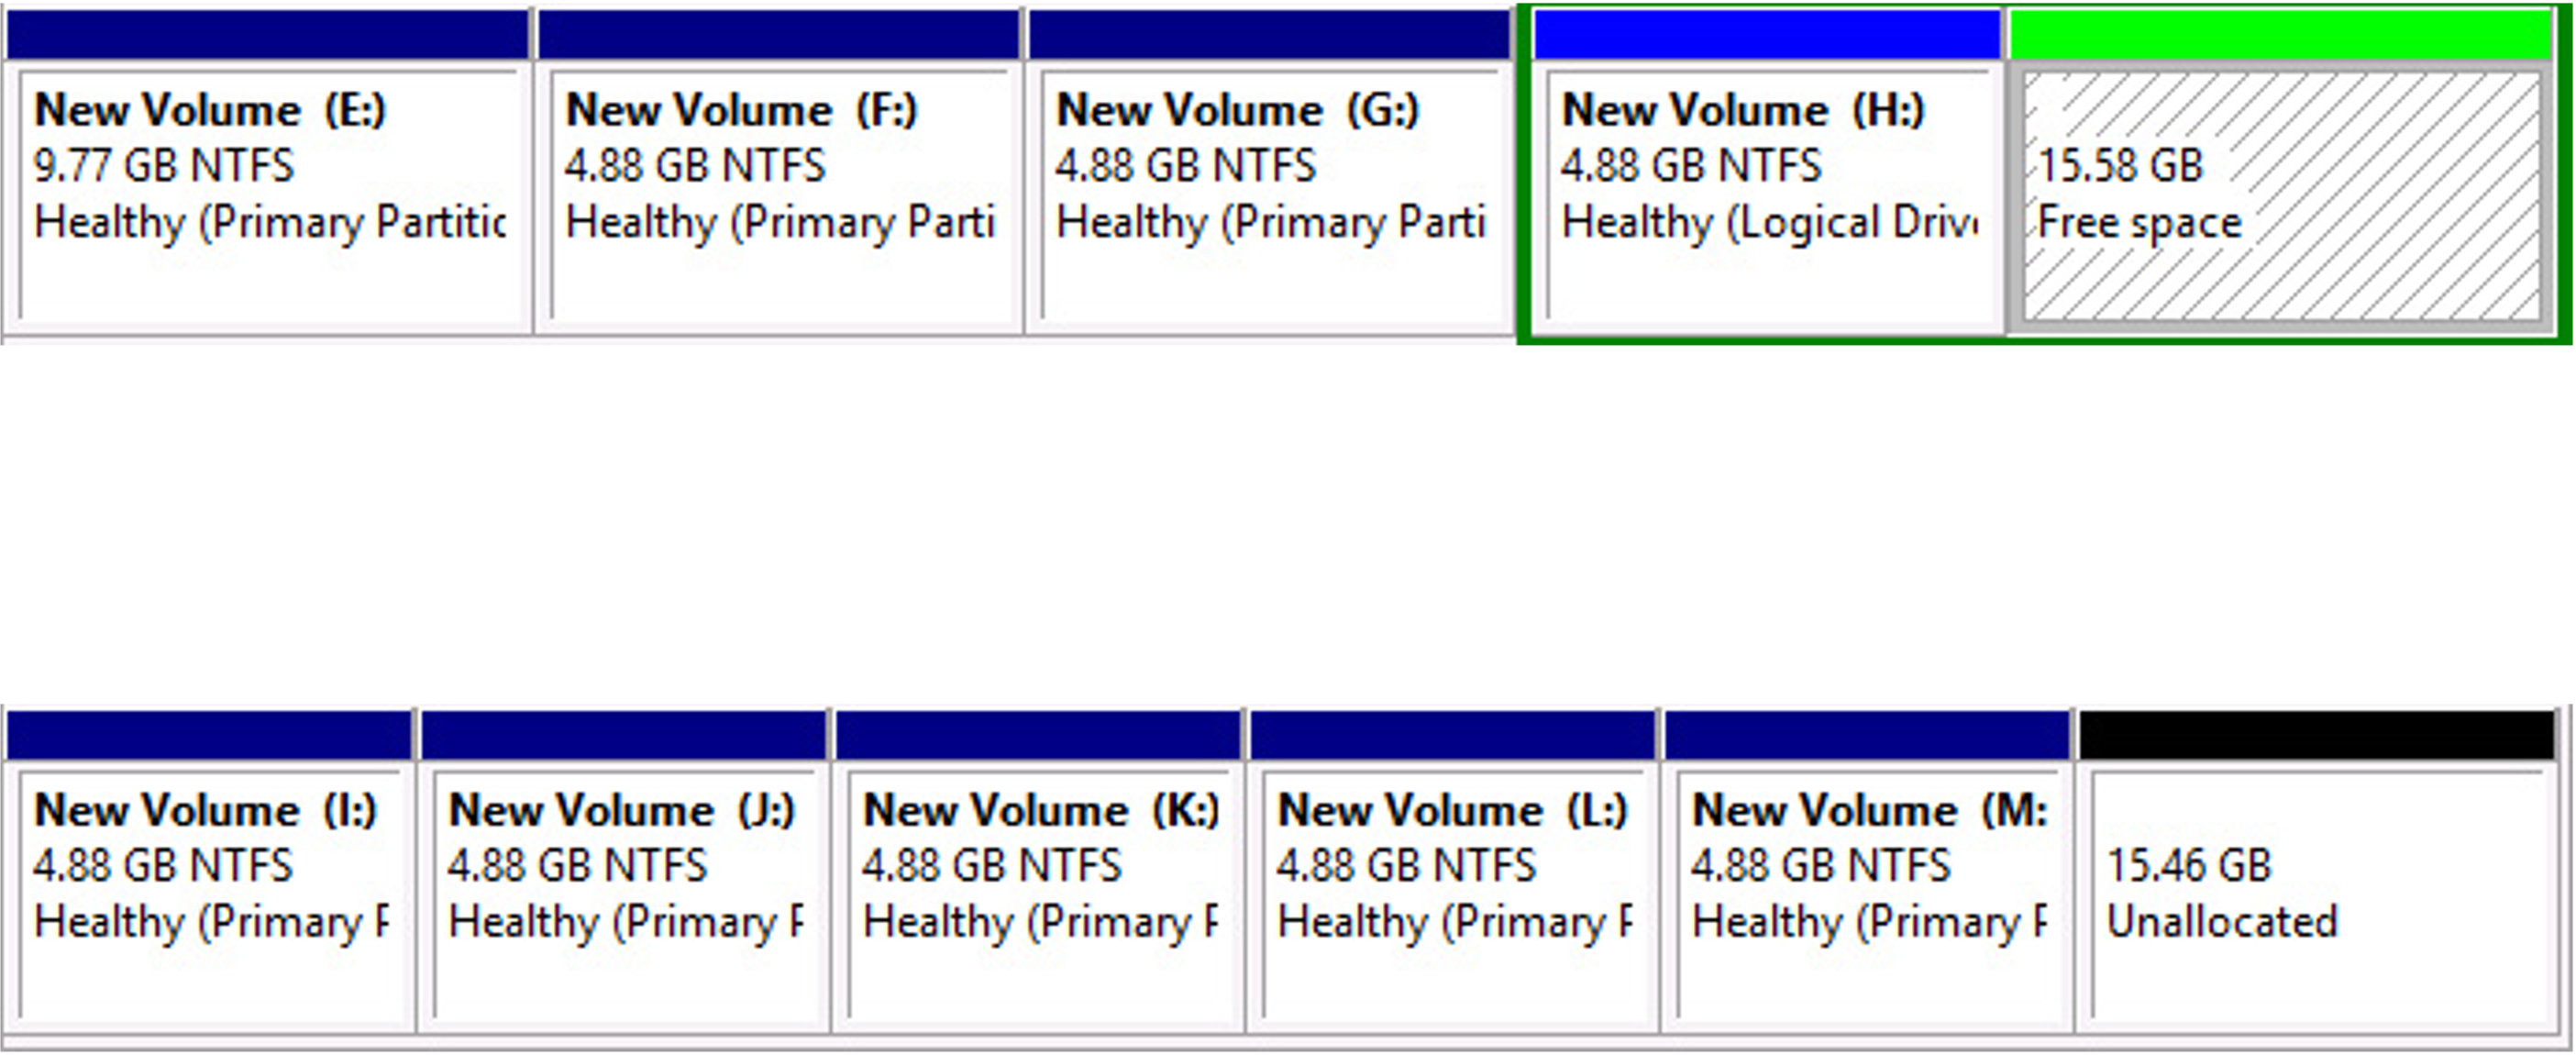 New Volume (E:)
9.77 GB NTFS
Healthy (Primary Partitic
New Volume (F:)
4.88 GB NTFS
Healthy (Primary Parti
New Volume (G:)
4.88 GB NTFS
Healthy (Primary Parti
New Volume (H:)
4.88 GB NTFS
Healthy (Logical Driv
15.58 GB
Free space
New Volume (I:)
4.88 GB NTFS
Healthy (Primary P
New Volume (J:)
4.88 GB NTFS
Healthy (Primary P
New Volume (K:)
4.88 GB NTFS
Healthy (Primary P
New Volume (L:)
4.88 GB NTFS
Healthy (Primary P
New Volume (M:
4.88 GB NTFS
Healthy (Primary P
15.46 GB
Unallocated